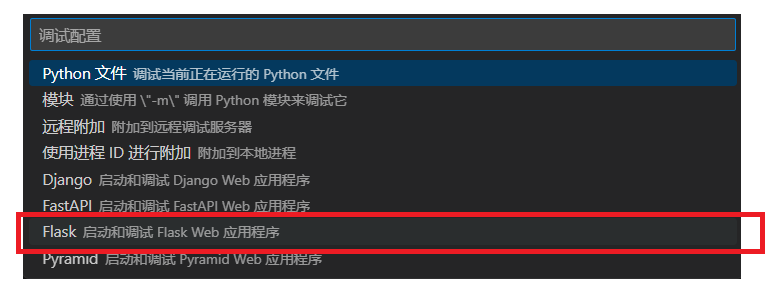 调试配置
Python 文件 调试当前正在运行的 Python 文件
模块 通过使用 \"-m\" 调用 Python 模块来调试它
远程附加 附加到远程调试服务器
使用进程 ID 进行附加 附加到本地进程
Django 启动和调试 Django Web 应用程序
FastAPI 启动和调试 FastAPI Web 应用程序
Flask 启动和调试 Flask Web 应用程序
Pyramid 启动和调试 Pyramid Web 应用程序